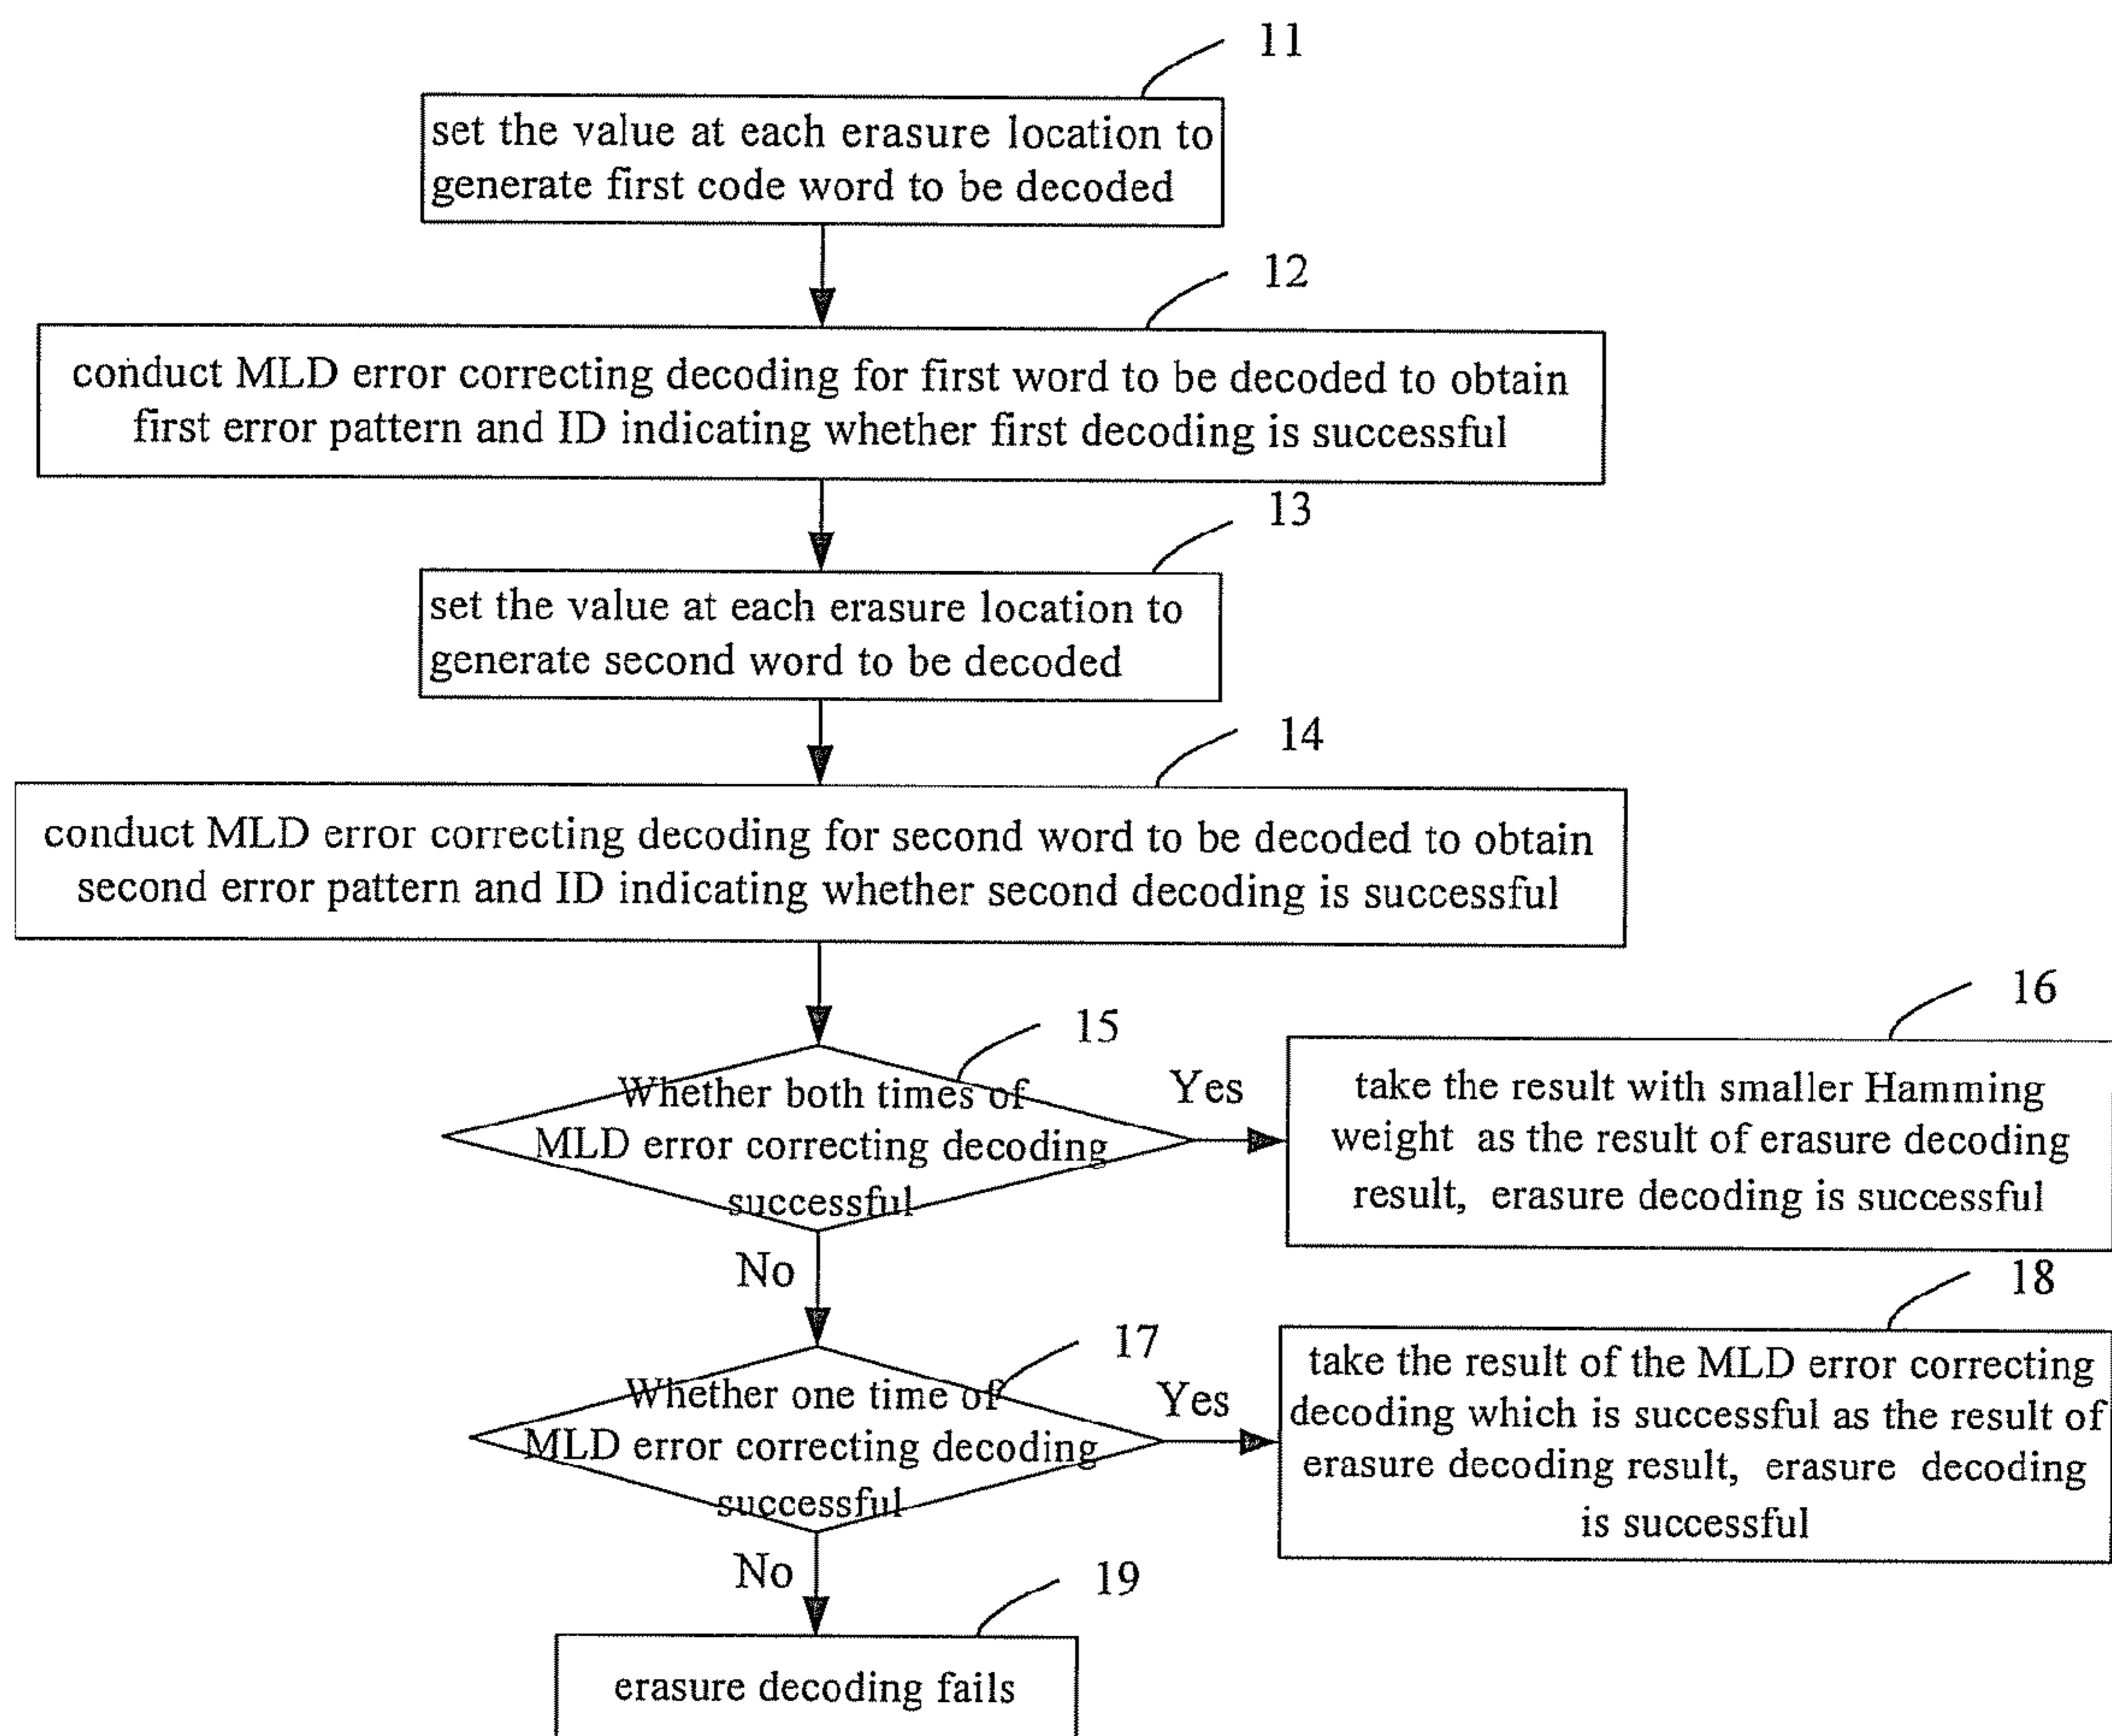 11
set the value at each erasure location to
generate first code word to be decoded
12
conduct MLD error correcting decoding for first word to be decoded to obtain
first error pattern and ID indicating whether first decoding is successful
13
set the value at each erasure location to
generate second word to be decoded
14
conduct MLD error correcting decoding for second word to be decoded to obtain
second error pattern and ID indicating whether second decoding is successful
15
Whether both times of
MLD error correcting decoding
successful
Yes
16
take the result with smaller Hamming
weight as the result of erasure decoding
result, erasure decoding is successful
No
17
Whether one time of
MLD error correcting decoding
successful
Yes
18
take the result of the MLD error correcting
decoding which is successful as the result of
erasure decoding result, erasure decoding
is successful
No
19
erasure decoding fails